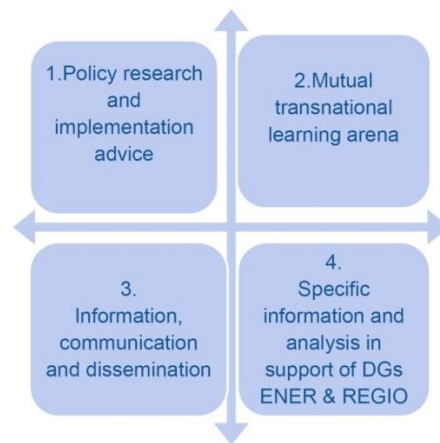 1.Policy research
and
implementation
advice
2.Mutual
transnational
learning arena
3.
Information,
communication
and dissemination
4.
Specific
information and
analysis in
support of DGs
ENER & REGIO